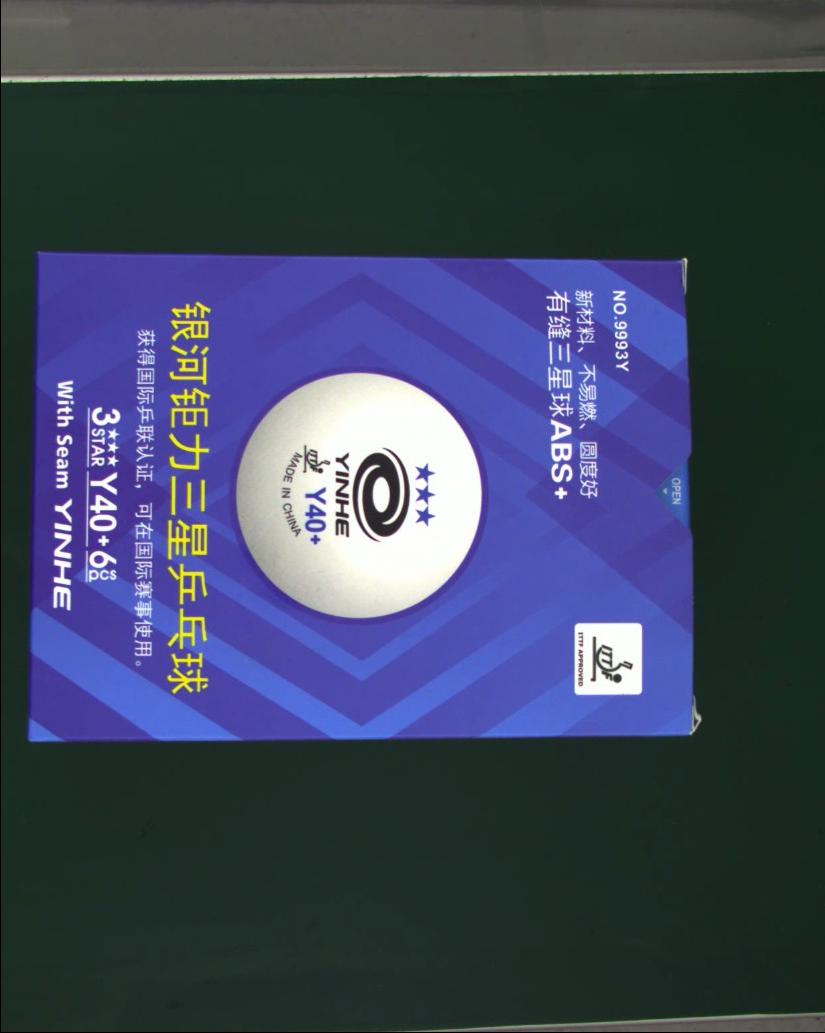 NO.9993Y
新材料、不易燃、圆度好
有缝三星球ABS+
OPEN
ITTF
ITTF APPROVED
★★★
YINHE
Y40+
MADE IN CHINA
银河钜力三星乒乓球
获得国际乒联认证，可在国际赛事使用。
3★★★STAR Y40+ 6PCS
With Seam YINHE